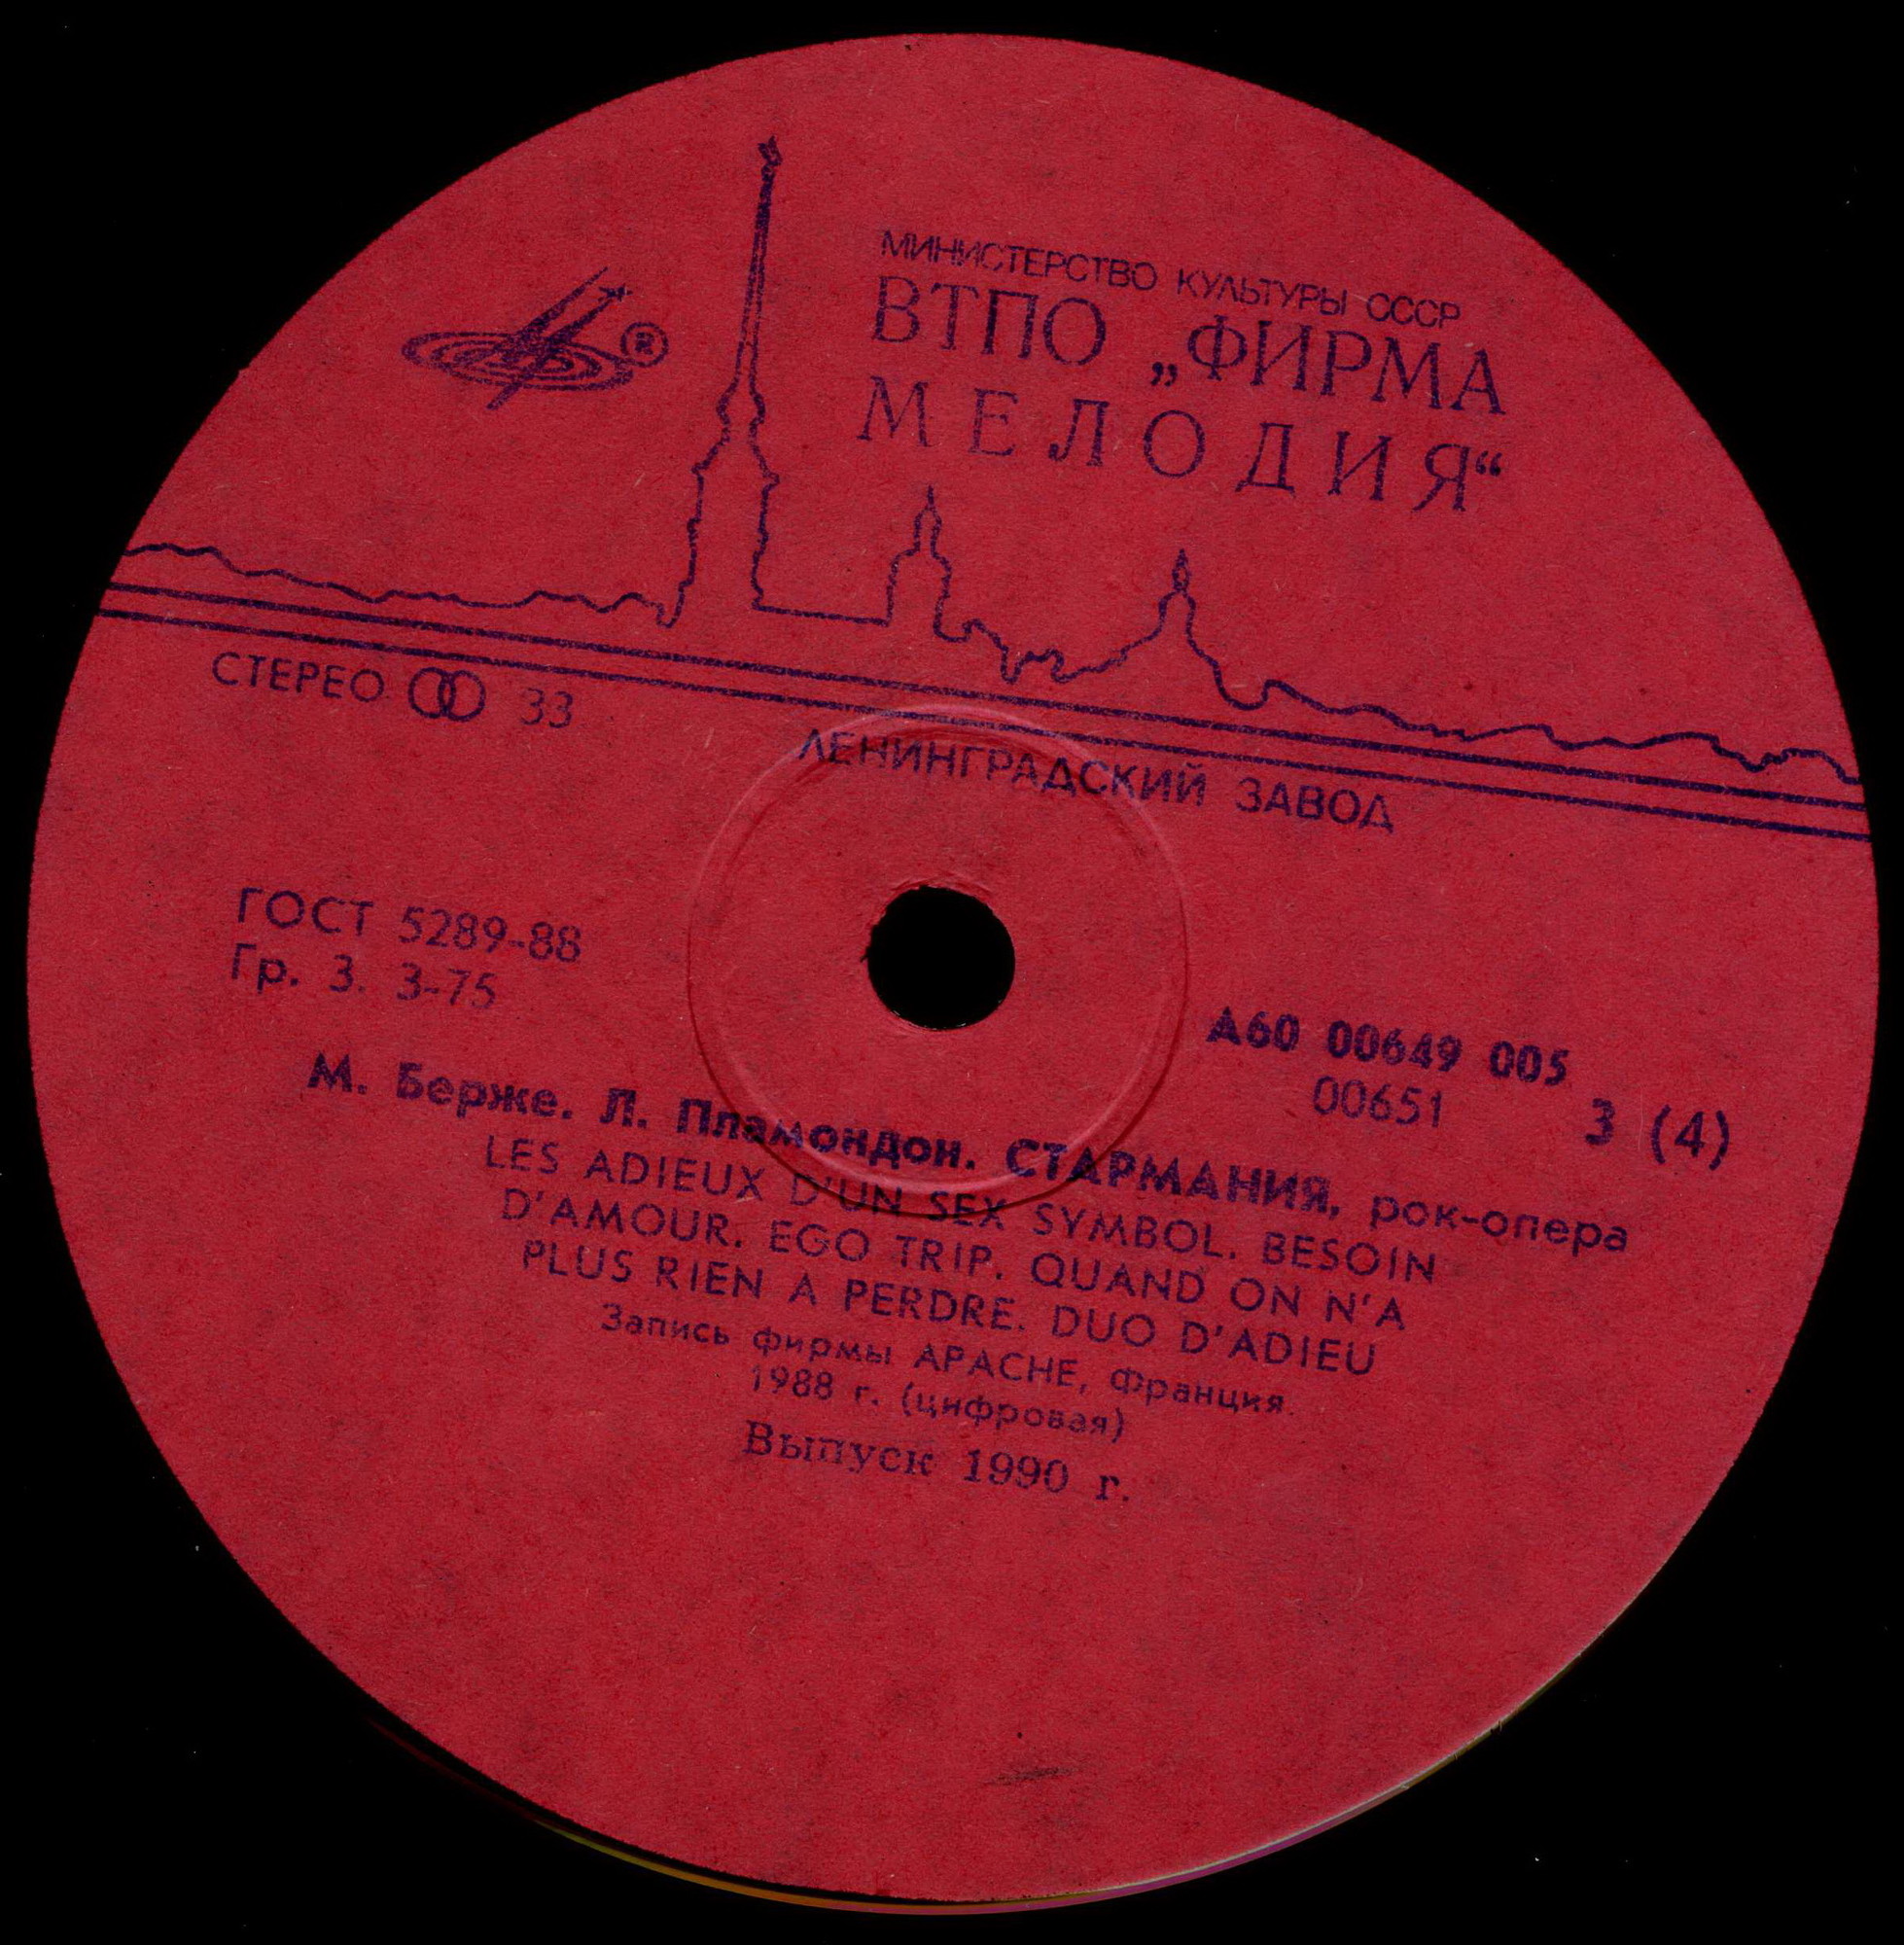 МИНИСТЕРСТВО КУЛЬТУРЫ СССР
ВТПО „ФИРМА
МЕЛОДИЯ“
®
СТЕРЕО 33
ЛЕНИНГРАДСКИЙ ЗАВОД
ГОСТ 5289-88
Гр. 3. 3-75
А60 00649 005
00651
3 (4)
М. Берже. Л. Пламондон. СТАРМАНИЯ, рок-опера
LES ADIEUX D'UN SEX SYMBOL. BESOIN
D'AMOUR. EGO TRIP. QUAND ON N'A
PLUS RIEN A PERDRE. DUO D'ADIEU
Запись фирмы APACHE, Франция.
1988 г. (цифровая)
Выпуск 1990 г.